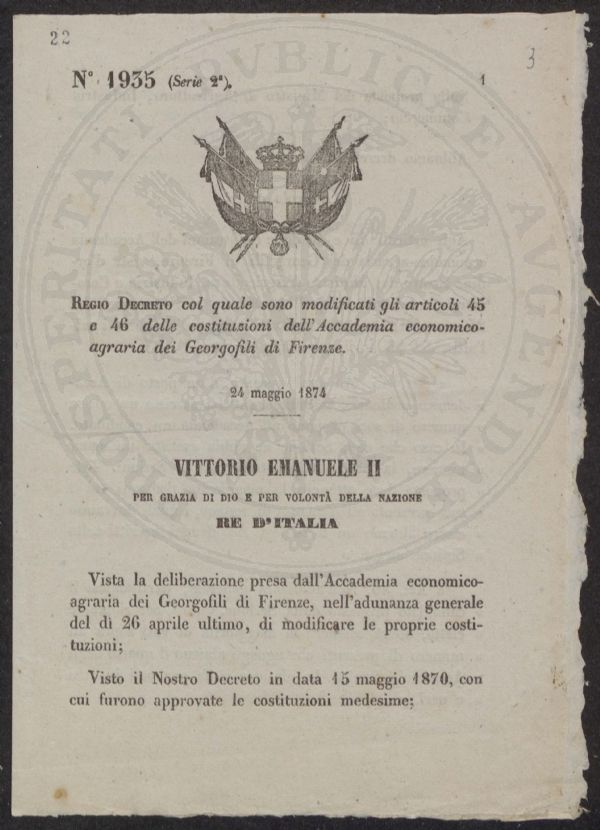 22
3
N° 1935 (Serie 2ª).
1
REGIO DECRETO col quale sono modificati gli articoli 45
e 46 delle costituzioni dell'Accademia economico-
agraria dei Georgofili di Firenze.
24 maggio 1874
VITTORIO EMANUELE II
PER GRAZIA DI DIO E PER VOLONTÀ DELLA NAZIONE
RE D'ITALIA
Vista la deliberazione presa dall'Accademia economico-
agraria dei Georgofili di Firenze, nell'adunanza generale
del dì 26 aprile ultimo, di modificare le proprie costi-
tuzioni;
Visto il Nostro Decreto in data 15 maggio 1870, con
cui furono approvate le costituzioni medesime;
PROSPERITATI PVBLICAE AVGENDAE